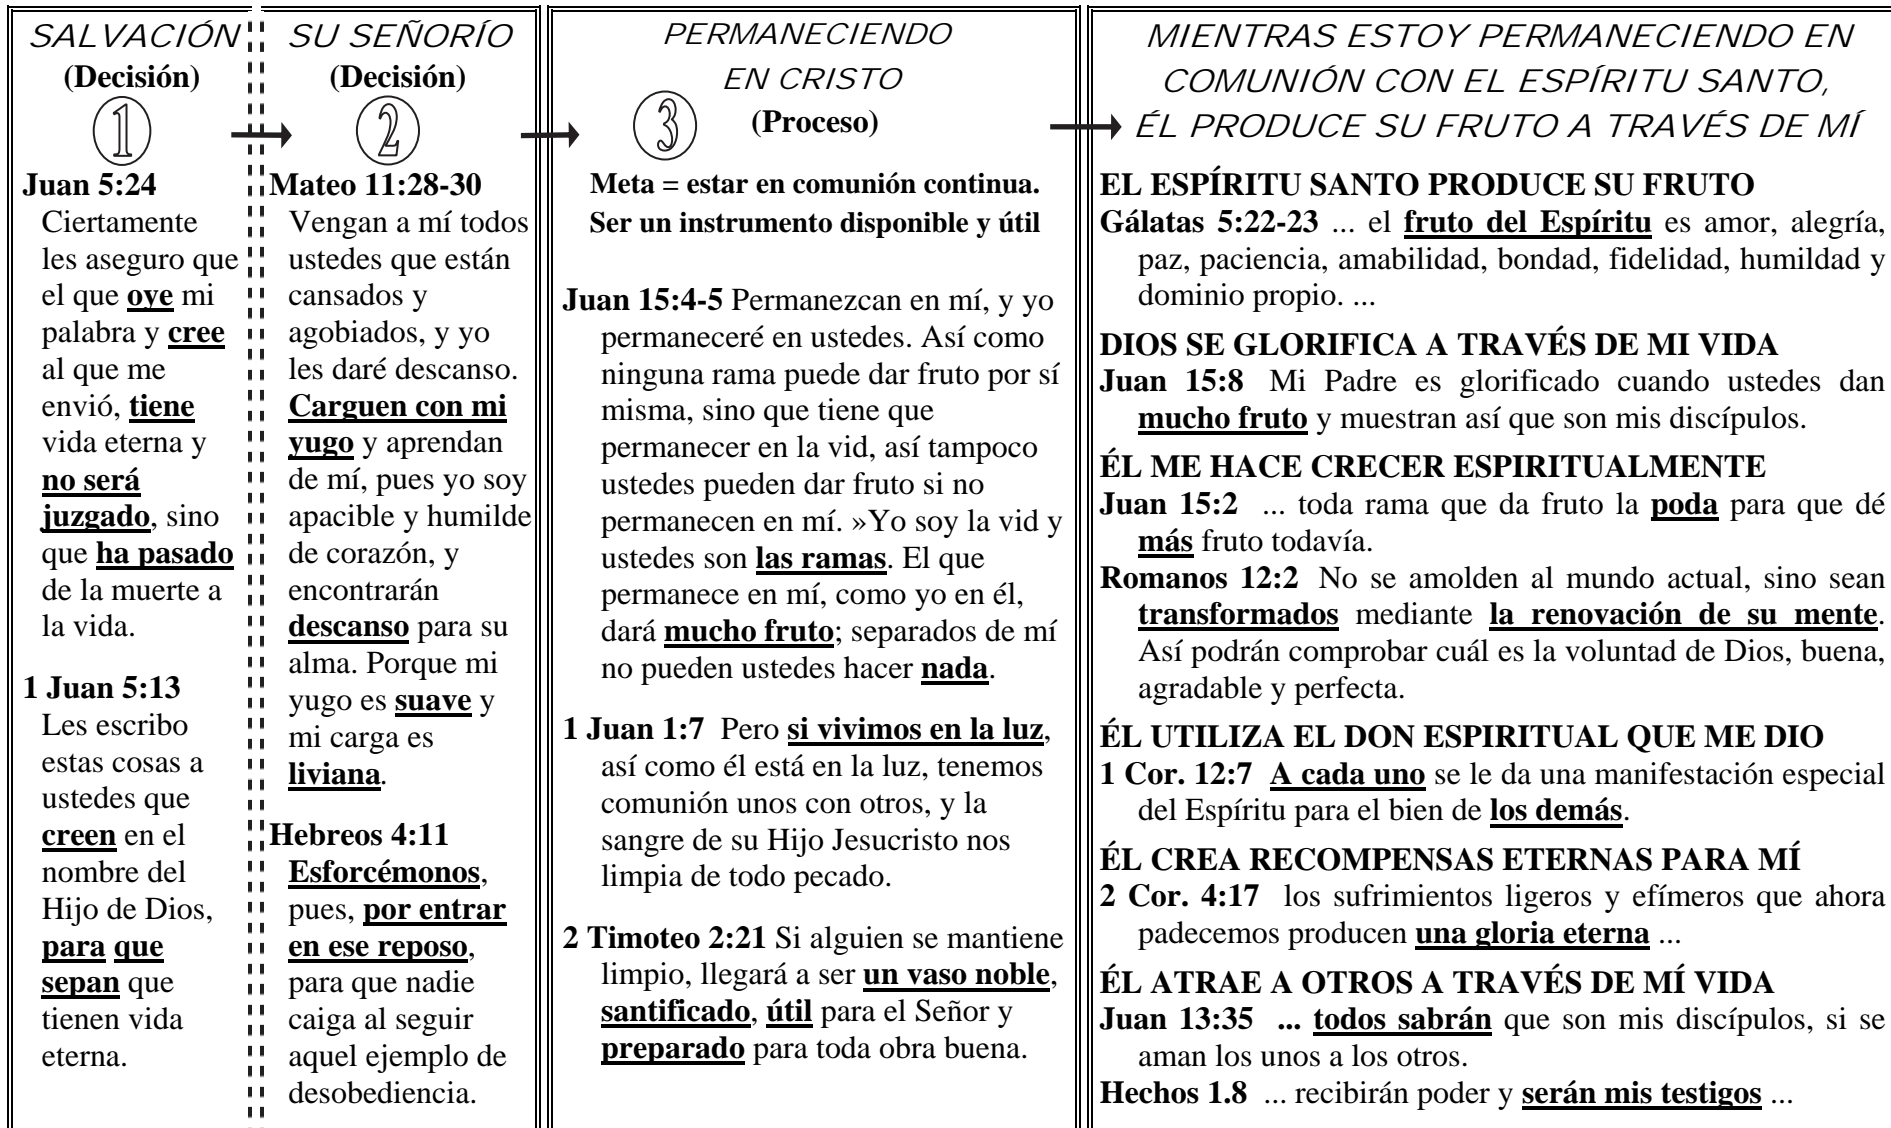 SALVACIÓN
(Decisión)
1
Juan 5:24
Ciertamente
les aseguro que
el que oye mi
palabra y cree
al que me
envió, tiene
vida eterna y
no será
juzgado, sino
que ha pasado
de la muerte a
la vida.
1 Juan 5:13
Les escribo
estas cosas a
ustedes que
creen en el
nombre del
Hijo de Dios,
para que
sepan que
tienen vida
eterna.
SU SEÑORÍO
(Decisión)
2
Mateo 11:28-30
Vengan a mí todos
ustedes que están
cansados y
agobiados, y yo
les daré descanso.
Carguen con mi
yugo y aprendan
de mí, pues yo soy
apacible y humilde
de corazón, y
encontrarán
descanso para su
alma. Porque mi
yugo es suave y
mi carga es
liviana.
Hebreos 4:11
Esforcémonos,
pues, por entrar
en ese reposo,
para que nadie
caiga al seguir
aquel ejemplo de
desobediencia.
PERMANECIENDO
EN CRISTO
3 (Proceso)
Meta = estar en comunión continua.
Ser un instrumento disponible y útil
Juan 15:4-5 Permanezcan en mí, y yo
permaneceré en ustedes. Así como
ninguna rama puede dar fruto por sí
misma, sino que tiene que
permanecer en la vid, así tampoco
ustedes pueden dar fruto si no
permanecen en mí. »Yo soy la vid y
ustedes son las ramas. El que
permanece en mí, como yo en él,
dará mucho fruto; separados de mí
no pueden ustedes hacer nada.
1 Juan 1:7 Pero si vivimos en la luz,
así como él está en la luz, tenemos
comunión unos con otros, y la
sangre de su Hijo Jesucristo nos
limpia de todo pecado.
2 Timoteo 2:21 Si alguien se mantiene
limpio, llegará a ser un vaso noble,
santificado, útil para el Señor y
preparado para toda obra buena.
MIENTRAS ESTOY PERMANECIENDO EN
COMUNIÓN CON EL ESPÍRITU SANTO,
ÉL PRODUCE SU FRUTO A TRAVÉS DE MÍ
EL ESPÍRITU SANTO PRODUCE SU FRUTO
Gálatas 5:22-23 ... el fruto del Espíritu es amor, alegría,
paz, paciencia, amabilidad, bondad, fidelidad, humildad y
dominio propio. ...
DIOS SE GLORIFICA A TRAVÉS DE MI VIDA
Juan 15:8 Mi Padre es glorificado cuando ustedes dan
mucho fruto y muestran así que son mis discípulos.
ÉL ME HACE CRECER ESPIRITUALMENTE
Juan 15:2 ... toda rama que da fruto la poda para que dé
más fruto todavía.
Romanos 12:2 No se amolden al mundo actual, sino sean
transformados mediante la renovación de su mente.
Así podrán comprobar cuál es la voluntad de Dios, buena,
agradable y perfecta.
ÉL UTILIZA EL DON ESPIRITUAL QUE ME DIO
1 Cor. 12:7 A cada uno se le da una manifestación especial
del Espíritu para el bien de los demás.
ÉL CREA RECOMPENSAS ETERNAS PARA MÍ
2 Cor. 4:17 los sufrimientos ligeros y efímeros que ahora
padecemos producen una gloria eterna ...
ÉL ATRAE A OTROS A TRAVÉS DE MÍ VIDA
Juan 13:35 ... todos sabrán que son mis discípulos, si se
aman los unos a los otros.
Hechos 1.8 ... recibirán poder y serán mis testigos ...